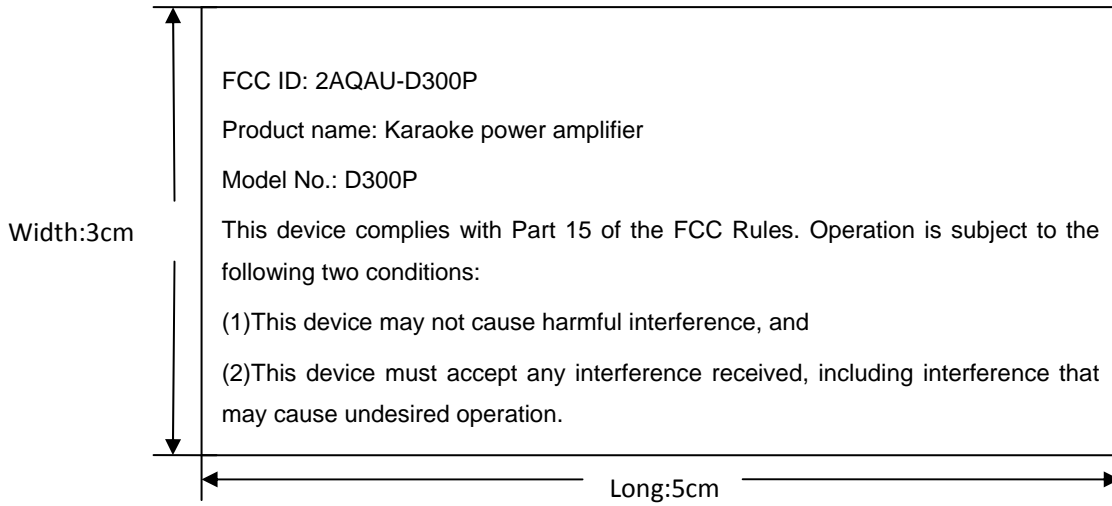 FCC ID: 2AQAU-D300P
Product name: Karaoke power amplifier
Model No.: D300P
Width:3cm
This device complies with Part 15 of the FCC Rules. Operation is subject to the
following two conditions:
(1)This device may not cause harmful interference, and
(2)This device must accept any interference received, including interference that
may cause undesired operation.
Long:5cm